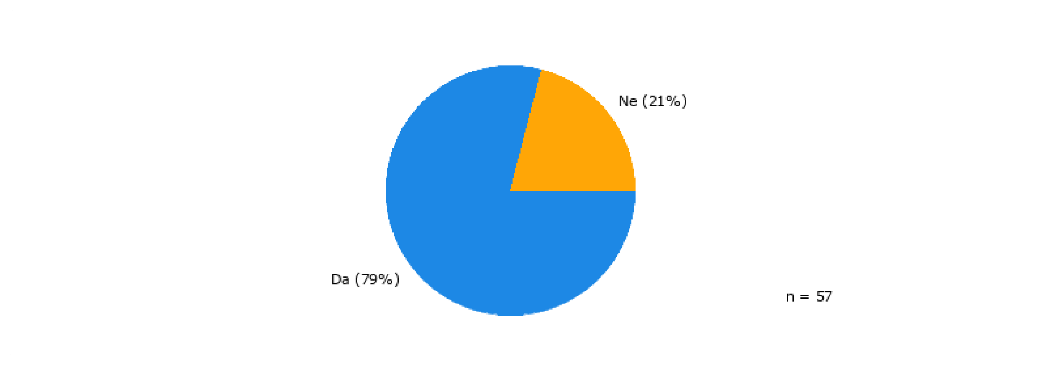 Ne (21%)
Da (79%)
n = 57